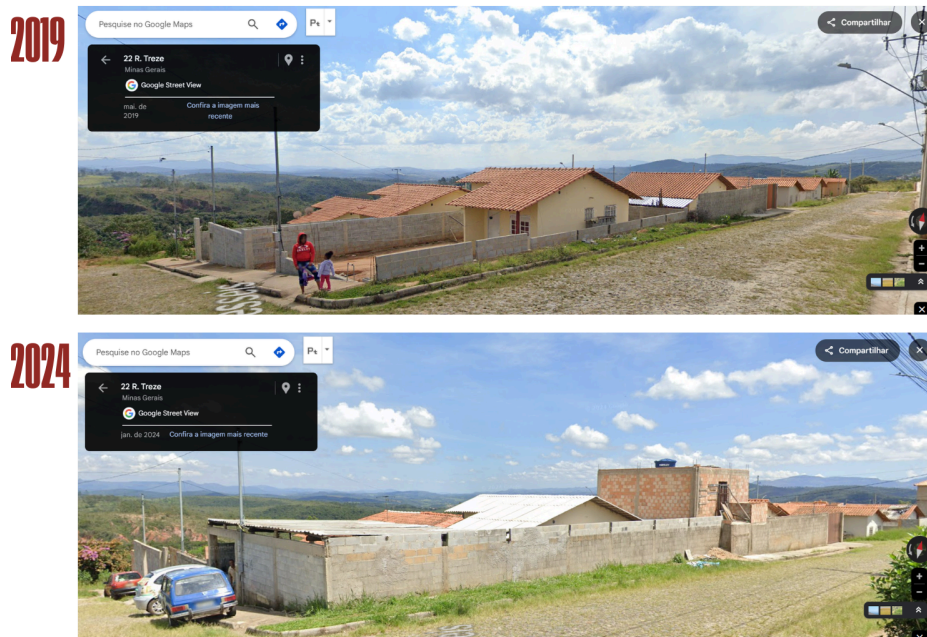 2019
Pesquise no Google Maps
Pt
Compartilhar
22 R. Treze
Minas Gerais
Google Street View
mai. de
2019
Confira a imagem mais
recente
2024
Pesquise no Google Maps
Pt
Compartilhar
22 R. Treze
Minas Gerais
Google Street View
jan. de 2024 Confira a imagem mais recente